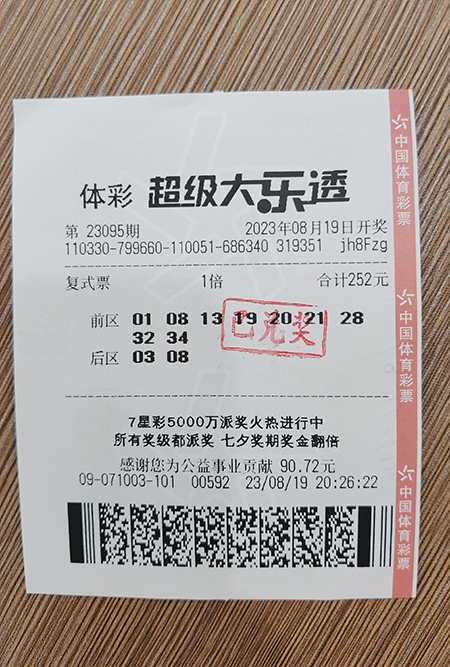 体彩 超级大乐透
第 23095期 2023年08月19日开奖
110330-799660-110051-686340 319351 jh8Fzg
复式票 1倍 合计252元
前区 01 08 13 19 20 21 28
32 34
后区 03 08
已兑奖
7星彩5000万派奖火热进行中
所有奖级都派奖 七夕奖期奖金翻倍
感谢您为公益事业贡献 90.72元
09-071003-101 00592 23/08/19 20:26:22
中国体育彩票
中国体育彩票
中国体育彩票